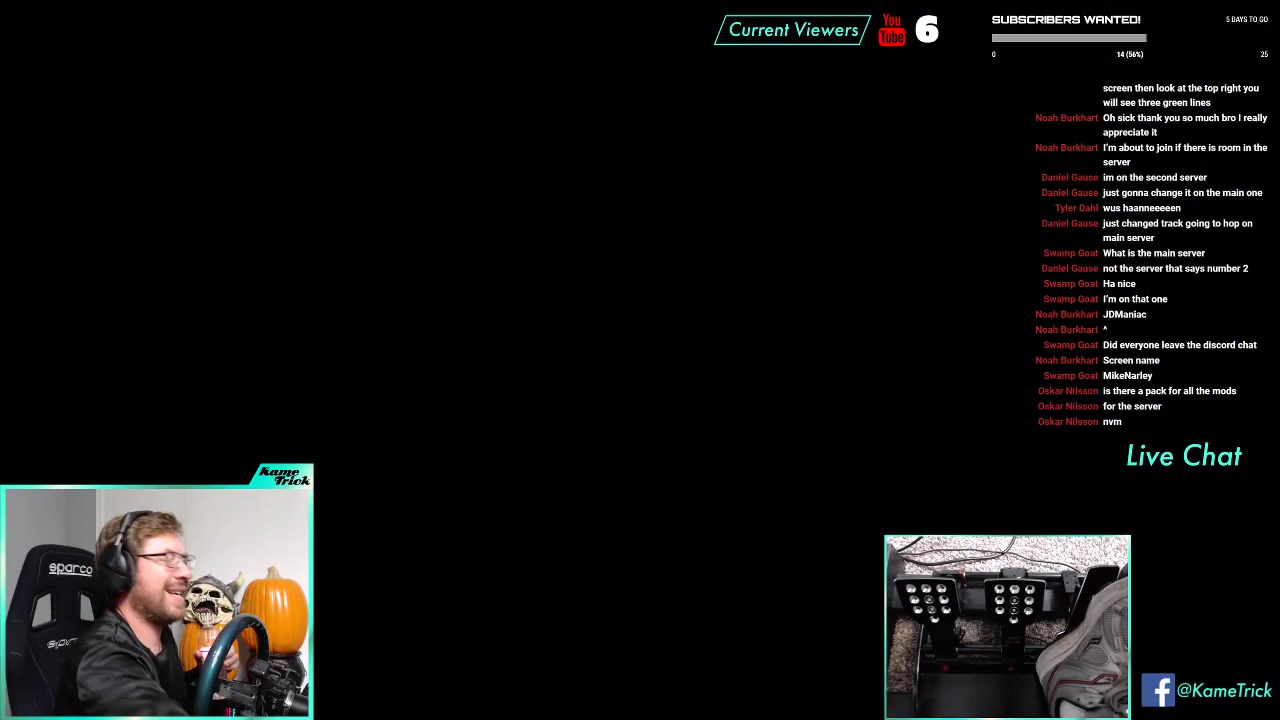 Current Viewers
You
Tube
6
SUBSCRIBERS WANTED!
5 DAYS TO GO
0
14 (56%)
25
screen then look at the top right you
will see three green lines
Noah Burkhart Oh sick thank you so much bro I really
appreciate it
Noah Burkhart I'm about to join if there is room in the
server
Daniel Gause im on the second server
Daniel Gause just gonna change it on the main one
Tyler Dahl wus haanneeeeen
Daniel Gause just changed track going to hop on
main server
Swamp Goat What is the main server
Daniel Gause not the server that says number 2
Swamp Goat Ha nice
Swamp Goat I'm on that one
Noah Burkhart JDManiac
Noah Burkhart ^
Swamp Goat Did everyone leave the discord chat
Noah Burkhart Screen name
Swamp Goat MikeNarley
Oskar Nilsson is there a pack for all the mods
Oskar Nilsson for the server
Oskar Nilsson nvm
Live Chat
Kame
Trick
sparco
f @KameTrick